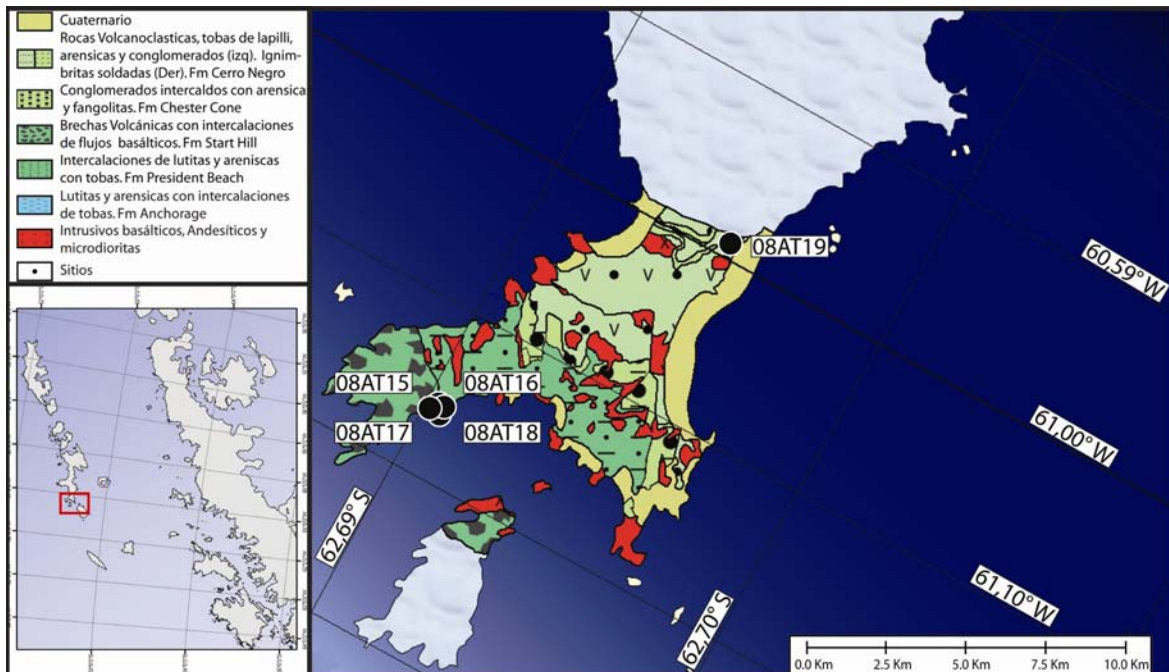 Cuaternario
Rocas Volcanoclasticas, tobas de lapilli,
arensicas y conglomerados (izq). Ignim-
britas soldadas (Der). Fm Cerro Negro
Conglomerados intercaldos con arensicas
y fangolitas. Fm Chester Cone
Brechas Volcánicas con intercalaciones
de flujos basálticos. Fm Start Hill
Intercalaciones de lutitas y areniscas
con tobas. Fm President Beach
Lutitas y arensicas con intercalaciones
de tobas. Fm Anchorage
Intrusivos basálticos, Andesíticos y
microdioritas
Sitios
08AT19
60,59° W
V V V
X
V
08AT15 08AT16
08AT17 08AT18
61,00° W
62,69° S
61,10° W
62,70° S
0.0 Km 2.5 Km 5.0 Km 7.5 Km 10.0 Km